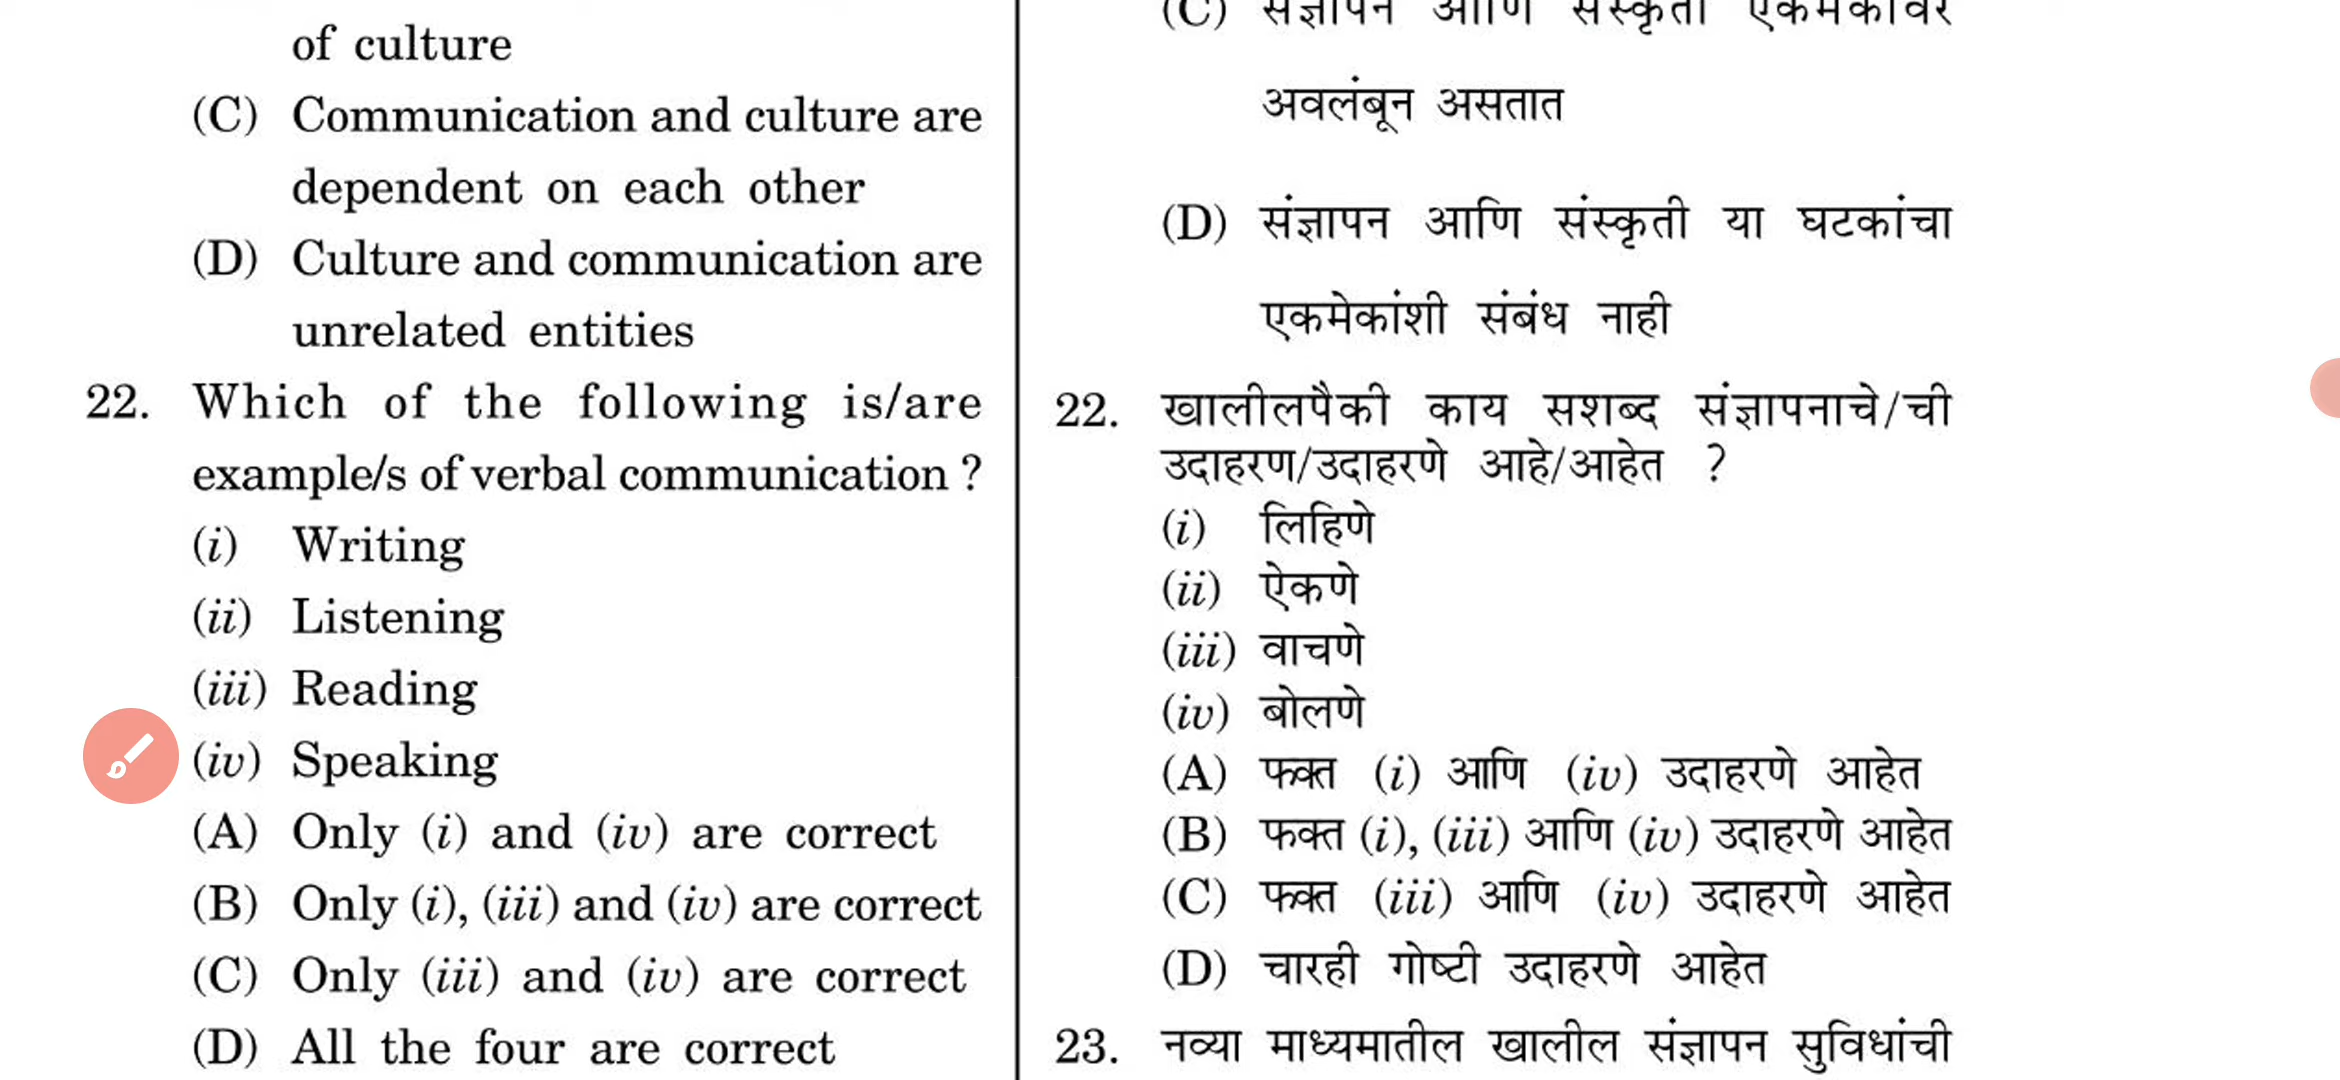 of culture
(C) Communication and culture are
dependent on each other
(D) Culture and communication are
unrelated entities
22. Which of the following is/are
example/s of verbal communication ?
(i) Writing
(ii) Listening
(iii) Reading
(iv) Speaking
(A) Only (i) and (iv) are correct
(B) Only (i), (iii) and (iv) are correct
(C) Only (iii) and (iv) are correct
(D) All the four are correct
(C) संज्ञापन आणि संस्कृती एकमेकांवर
अवलंबून असतात
(D) संज्ञापन आणि संस्कृती या घटकांचा
एकमेकांशी संबंध नाही
22. खालीलपैकी काय सशब्द संज्ञापनाचे/ची
उदाहरण/उदाहरणे आहे/आहेत ?
(i) लिहिणे
(ii) ऐकणे
(iii) वाचणे
(iv) बोलणे
(A) फक्त (i) आणि (iv) उदाहरणे आहेत
(B) फक्त (i), (iii) आणि (iv) उदाहरणे आहेत
(C) फक्त (iii) आणि (iv) उदाहरणे आहेत
(D) चारही गोष्टी उदाहरणे आहेत
23. नव्या माध्यमातील खालील संज्ञापन सुविधांची